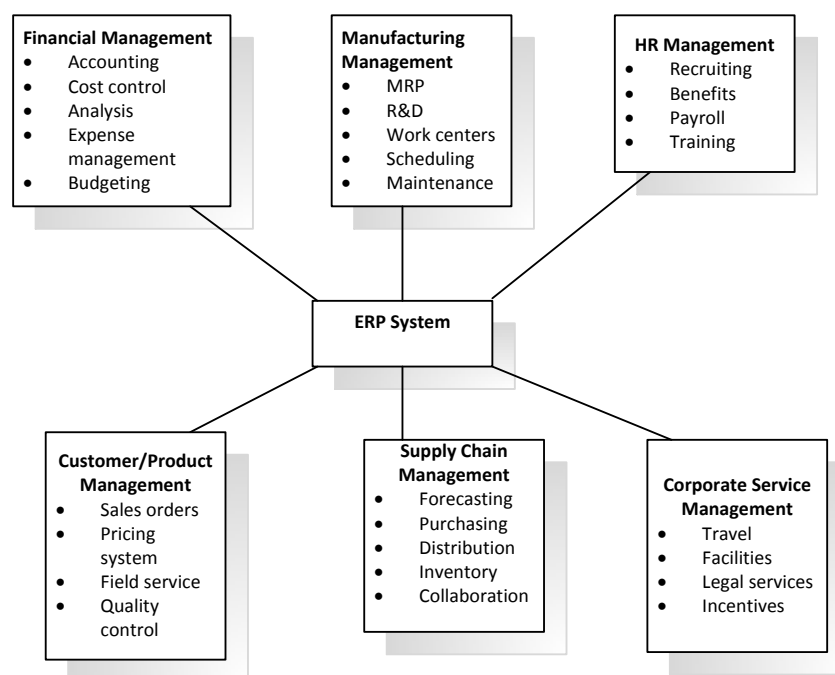 Financial Management
• Accounting
• Cost control
• Analysis
• Expense
management
• Budgeting
Manufacturing
Management
• MRP
• R&D
• Work centers
• Scheduling
• Maintenance
HR Management
• Recruiting
• Benefits
• Payroll
• Training
ERP System
Customer/Product
Management
• Sales orders
• Pricing
system
• Field service
• Quality
control
Supply Chain
Management
• Forecasting
• Purchasing
• Distribution
• Inventory
• Collaboration
Corporate Service
Management
• Travel
• Facilities
• Legal services
• Incentives